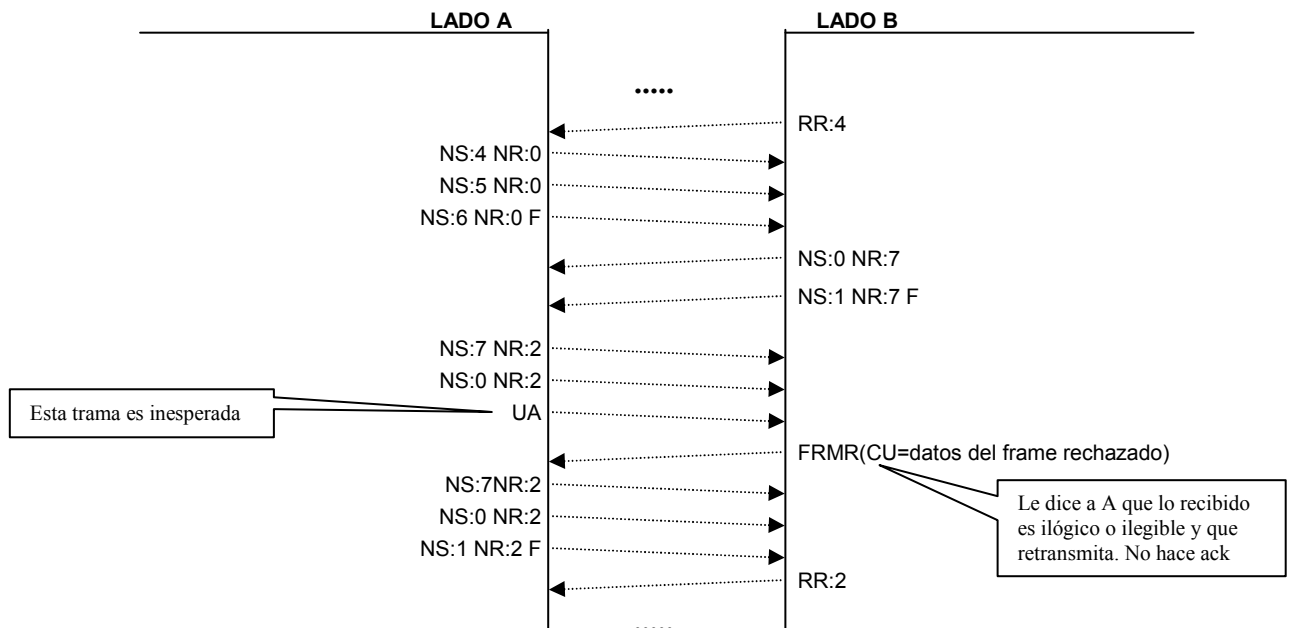 LADO A
LADO B
.....
RR:4
NS:4 NR:0
NS:5 NR:0
NS:6 NR:0 F
NS:0 NR:7
NS:1 NR:7 F
NS:7 NR:2
NS:0 NR:2
Esta trama es inesperada
UA
FRMR(CU=datos del frame rechazado)
NS:7NR:2
Le dice a A que lo recibido
es ilógico o ilegible y que
retransmita. No hace ack
NS:0 NR:2
NS:1 NR:2 F
RR:2
.....